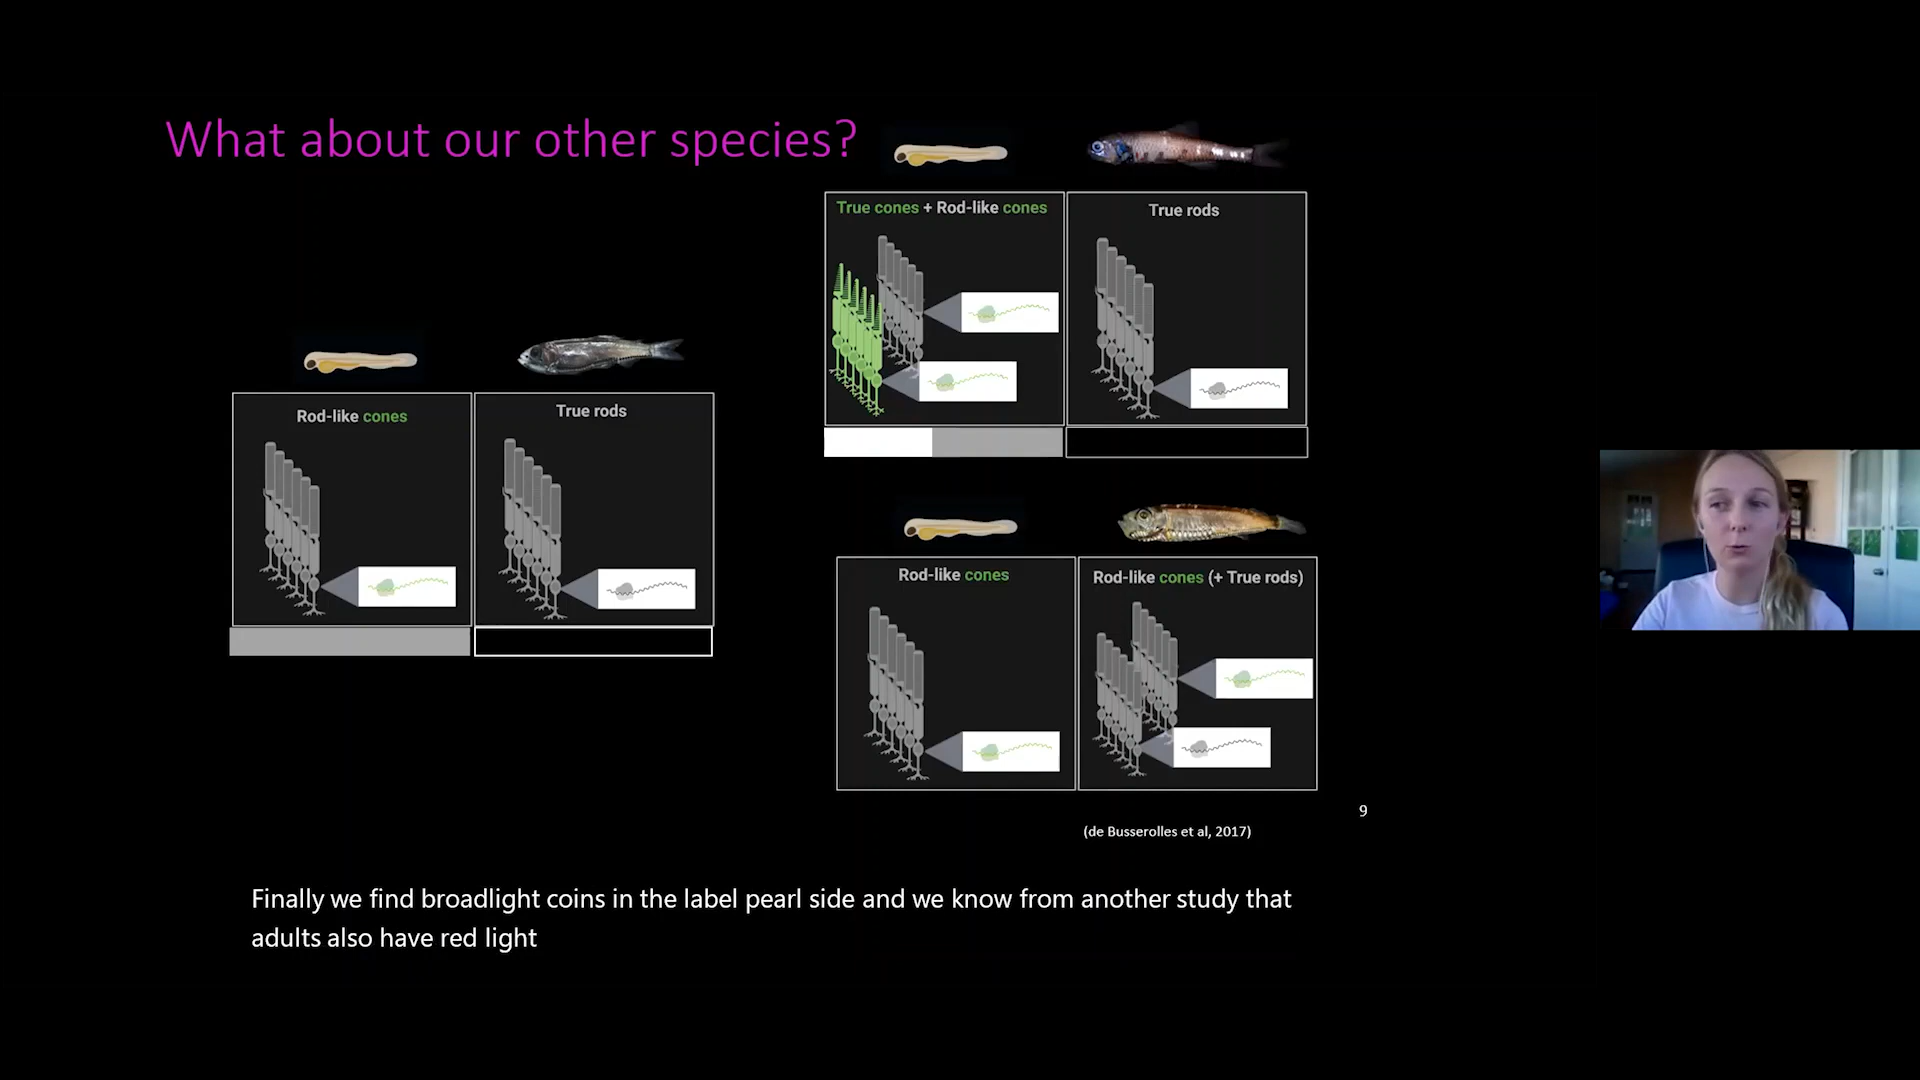 What about our other species?
True cones + Rod-like cones
True rods
Rod-like cones
True rods
Rod-like cones
Rod-like cones (+ True rods)
9
(de Busserolles et al, 2017)
Finally we find broadlight coins in the label pearl side and we know from another study that
adults also have red light